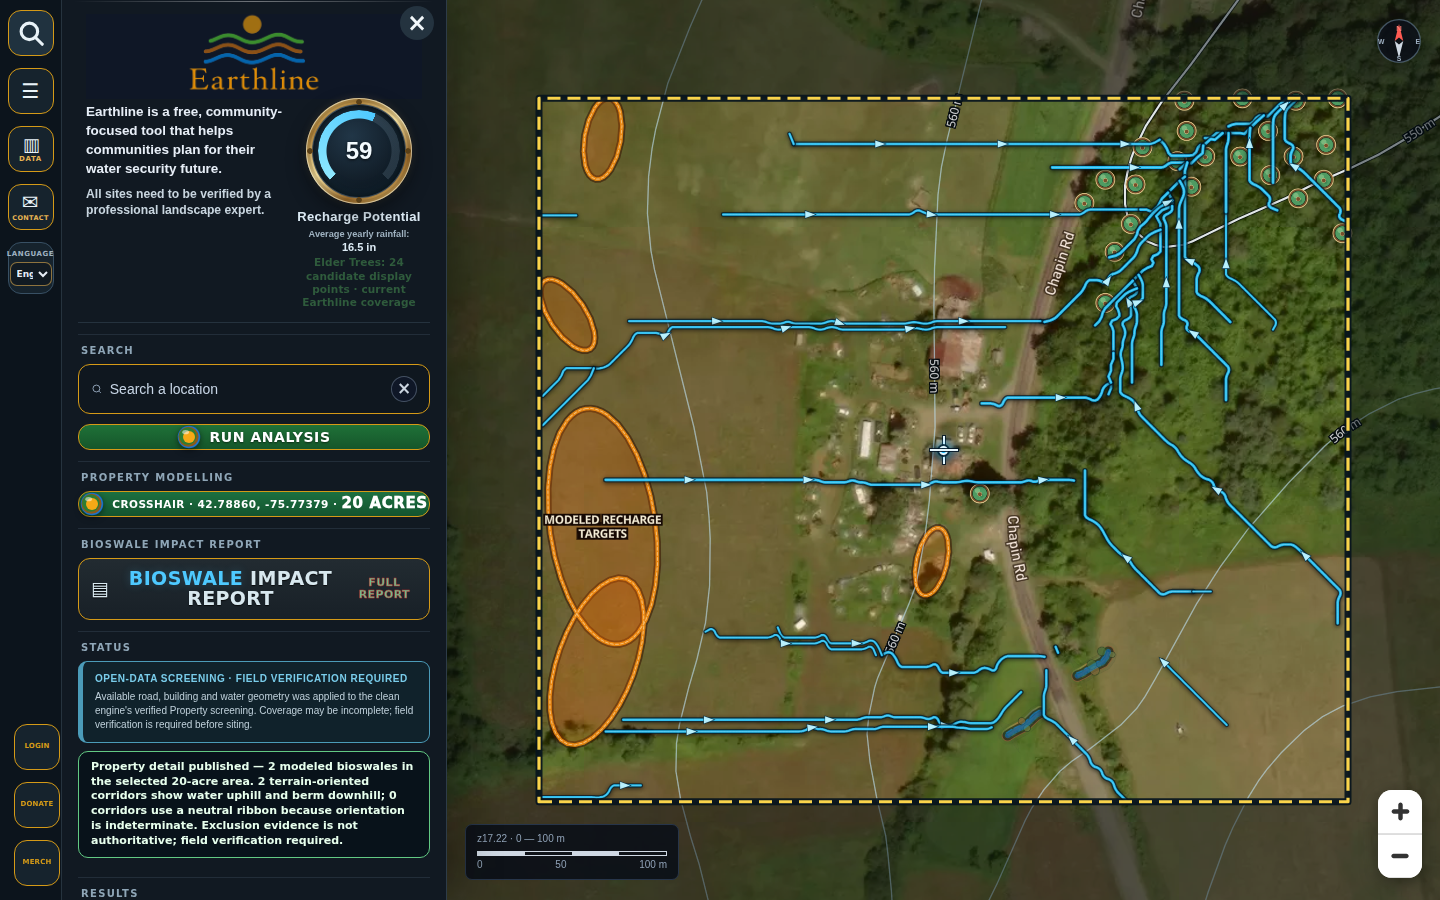 DATA
CONTACT
LANGUAGE
Eng
LOGIN
DONATE
MERCH
Earthline
Earthline is a free, community-
focused tool that helps
communities plan for their
water security future.
All sites need to be verified by a
professional landscape expert.
59
Recharge Potential
Average yearly rainfall:
16.5 in
Elder Trees: 24
candidate display
points · current
Earthline coverage
SEARCH
Search a location
RUN ANALYSIS
PROPERTY MODELLING
CROSSHAIR · 42.78860, -75.77379 · 20 ACRES
BIOSWALE IMPACT REPORT
BIOSWALE IMPACT
REPORT
FULL
REPORT
STATUS
OPEN-DATA SCREENING · FIELD VERIFICATION REQUIRED
Available road, building and water geometry was applied to the clean
engine's verified Property screening. Coverage may be incomplete; field
verification is required before siting.
Property detail published — 2 modeled bioswales in
the selected 20-acre area. 2 terrain-oriented
corridors show water uphill and berm downhill; 0
corridors use a neutral ribbon because orientation
is indeterminate. Exclusion evidence is not
authoritative; field verification required.
RESULTS
Ch
W
E
S
560 m
550 m
Chapin Rd
560 m
560 m
MODELED RECHARGE
TARGETS
Chapin Rd
560 m
z17.22 · 0 — 100 m
0
50
100 m